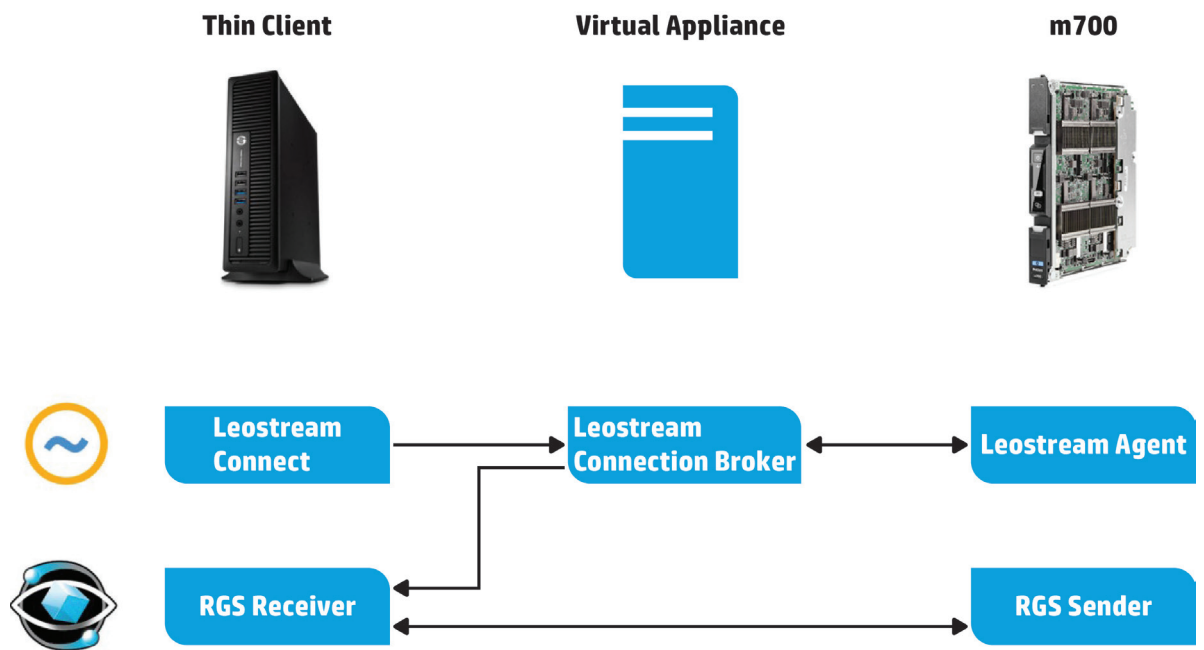 Thin Client
Virtual Appliance
m700
Leostream
Connect
Leostream
Connection Broker
Leostream Agent
RGS Receiver
RGS Sender